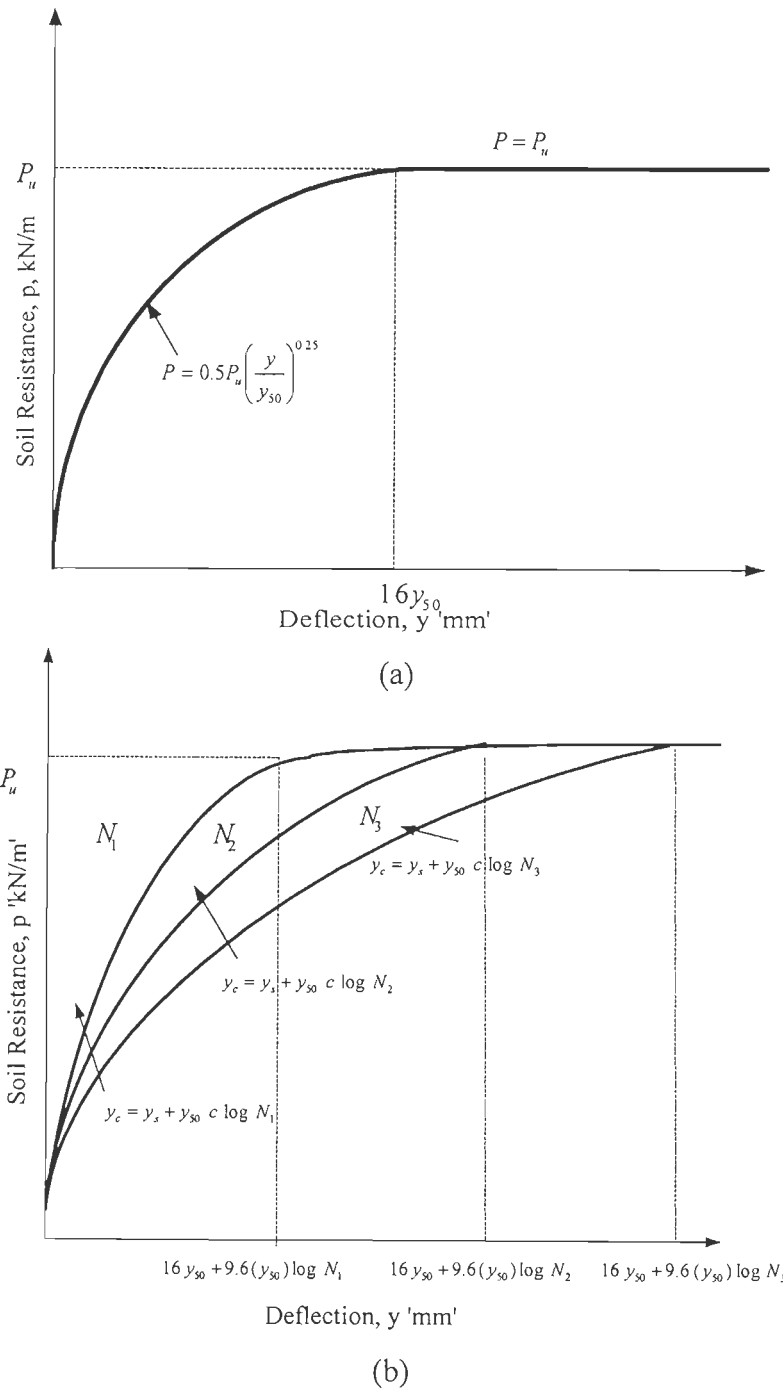 P = P_u
P_u
Soil Resistance, p, kN/m
P = 0.5P_u (y / y_50)^0.25
16y_50
Deflection, y 'mm'
(a)
P_u
N_1
N_2
N_3
y_c = y_s + y_50 c log N_3
y_c = y_s + y_50 c log N_2
y_c = y_s + y_50 c log N_1
Soil Resistance, p 'kN/m'
16 y_50 +9.6(y_50) log N_1 16 y_50 +9.6(y_50) log N_2 16 y_50 +9.6(y_50) log N_3
Deflection, y 'mm'
(b)